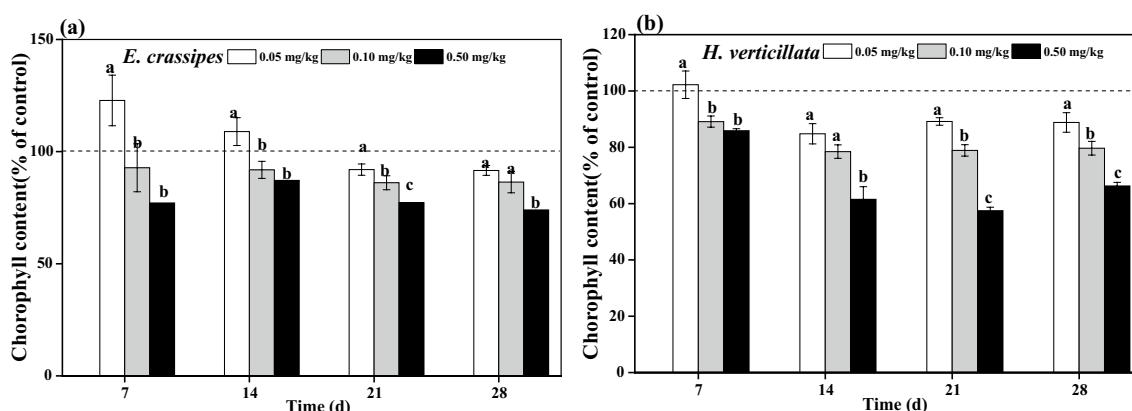 (a)
E. crassipes 0.05 mg/kg 0.10 mg/kg 0.50 mg/kg
Chorophyll content(% of control)
150
100
50
0
a b b
a b b
a b c
a a b
7 14 21 28
Time (d)
(b)
H. verticillata 0.05 mg/kg 0.10 mg/kg 0.50 mg/kg
Chorophyll content(% of control)
120
100
80
60
40
20
0
a b b
a a b
a b c
a b c
7 14 21 28
Time (d)